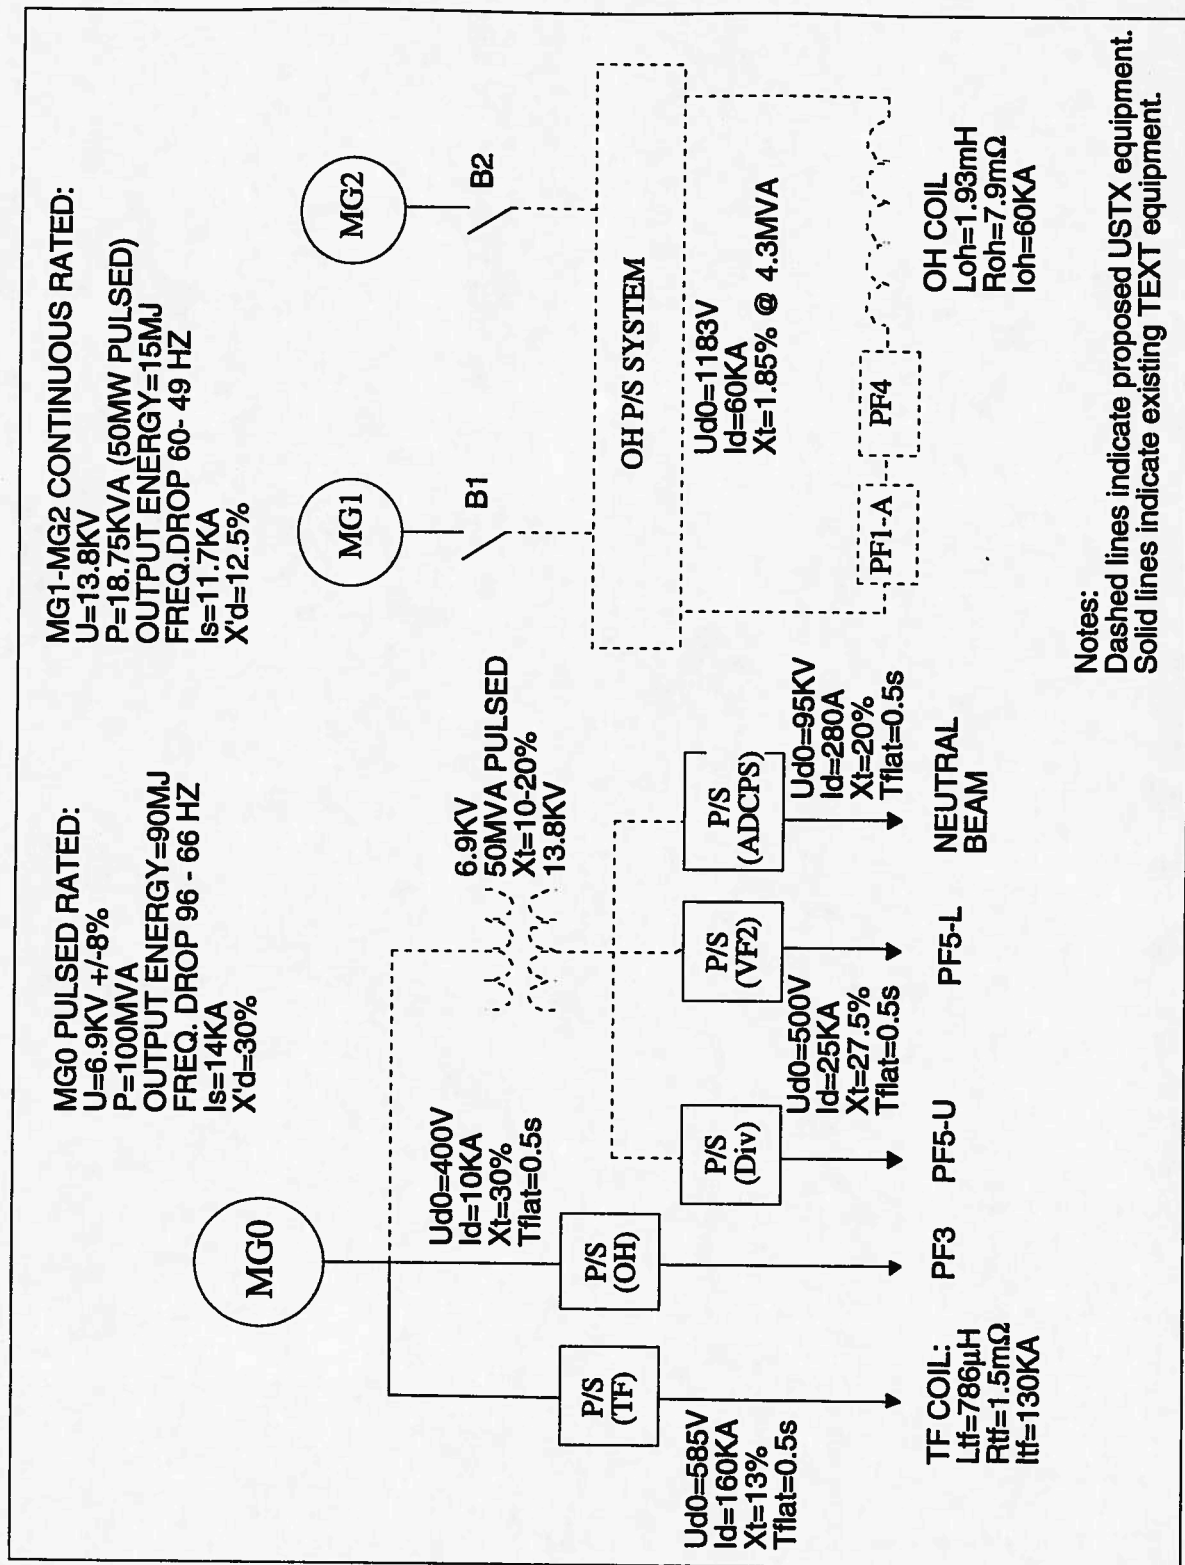 MG0 PULSED RATED:
U=6.9KV +/-8%
P=100MVA
OUTPUT ENERGY=90MJ
FREQ. DROP 96 - 66 HZ
Is=14KA
X'd=30%
MG1-MG2 CONTINUOUS RATED:
U=13.8KV
P=18.75KVA (50MW PULSED)
OUTPUT ENERGY=15MJ
FREQ.DROP 60- 49 HZ
Is=11.7KA
X'd=12.5%
MG0
MG1
MG2
B1
B2
6.9KV
50MVA PULSED
Xt=10-20%
13.8KV
Ud0=400V
Id=10KA
Xt=30%
Tflat=0.5s
OH P/S SYSTEM
P/S
(TF)
P/S
(OH)
P/S
(Div)
P/S
(VF2)
P/S
(ADCPS)
Ud0=585V
Id=160KA
Xt=13%
Tflat=0.5s
Ud0=500V
Id=25KA
Xt=27.5%
Tflat=0.5s
Ud0=95KV
Id=280A
Xt=20%
Tflat=0.5s
Ud0=1183V
Id=60KA
Xt=1.85% @ 4.3MVA
PF1-A
PF4
TF COIL:
Ltf=786µH
Rtf=1.5mΩ
Itf=130KA
PF3
PF5-U
PF5-L
NEUTRAL
BEAM
OH COIL
Loh=1.93mH
Roh=7.9mΩ
Ioh=60KA
Notes:
Dashed lines indicate proposed USTX equipment.
Solid lines indicate existing TEXT equipment.